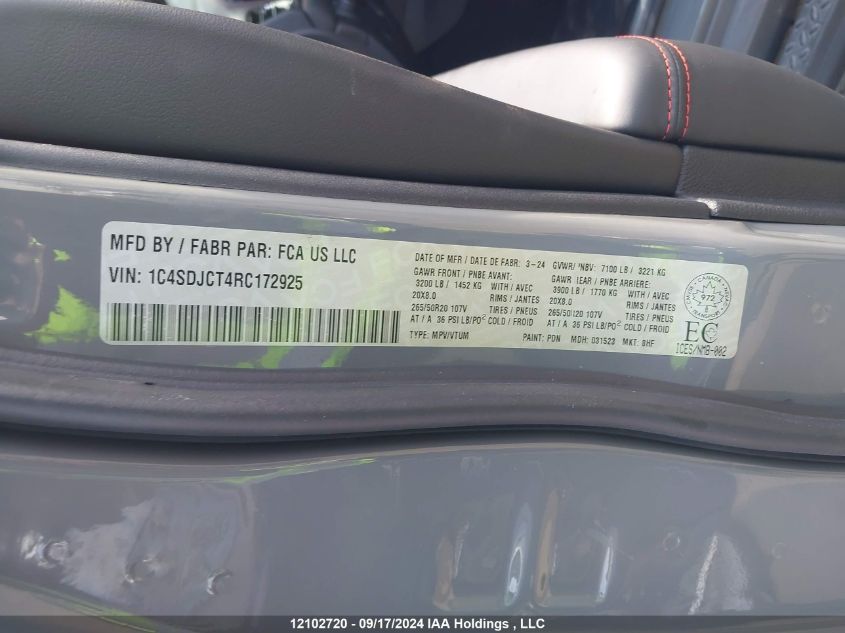 MFD BY / FABR PAR: FCA US LLC
VIN: 1C4SDJCT4RC172925
DATE OF MFR / DATE DE FABR: 3-24 GVWR/ PNBV: 7100 LB / 3221 KG
GAWR FRONT / PNBE AVANT:
3200 LB / 1452 KG WITH / AVEC
20X8.0 RIMS / JANTES
265/50R20 107V TIRES / PNEUS
AT / A 36 PSI LB/PO² COLD / FROID
GAWR REAR / PNBE ARRIERE:
3900 LB / 1770 KG WITH / AVEC
20X8.0 RIMS / JANTES
265/50R20 107V TIRES / PNEUS
AT / A 36 PSI LB/PO² COLD / FROID
TYPE: MPV/VTUM PAINT: PDN MDH: 031523 MKT: BHF
CANADA
972
EC
ICES/NMB-002
12102720 - 09/17/2024 IAA Holdings , LLC